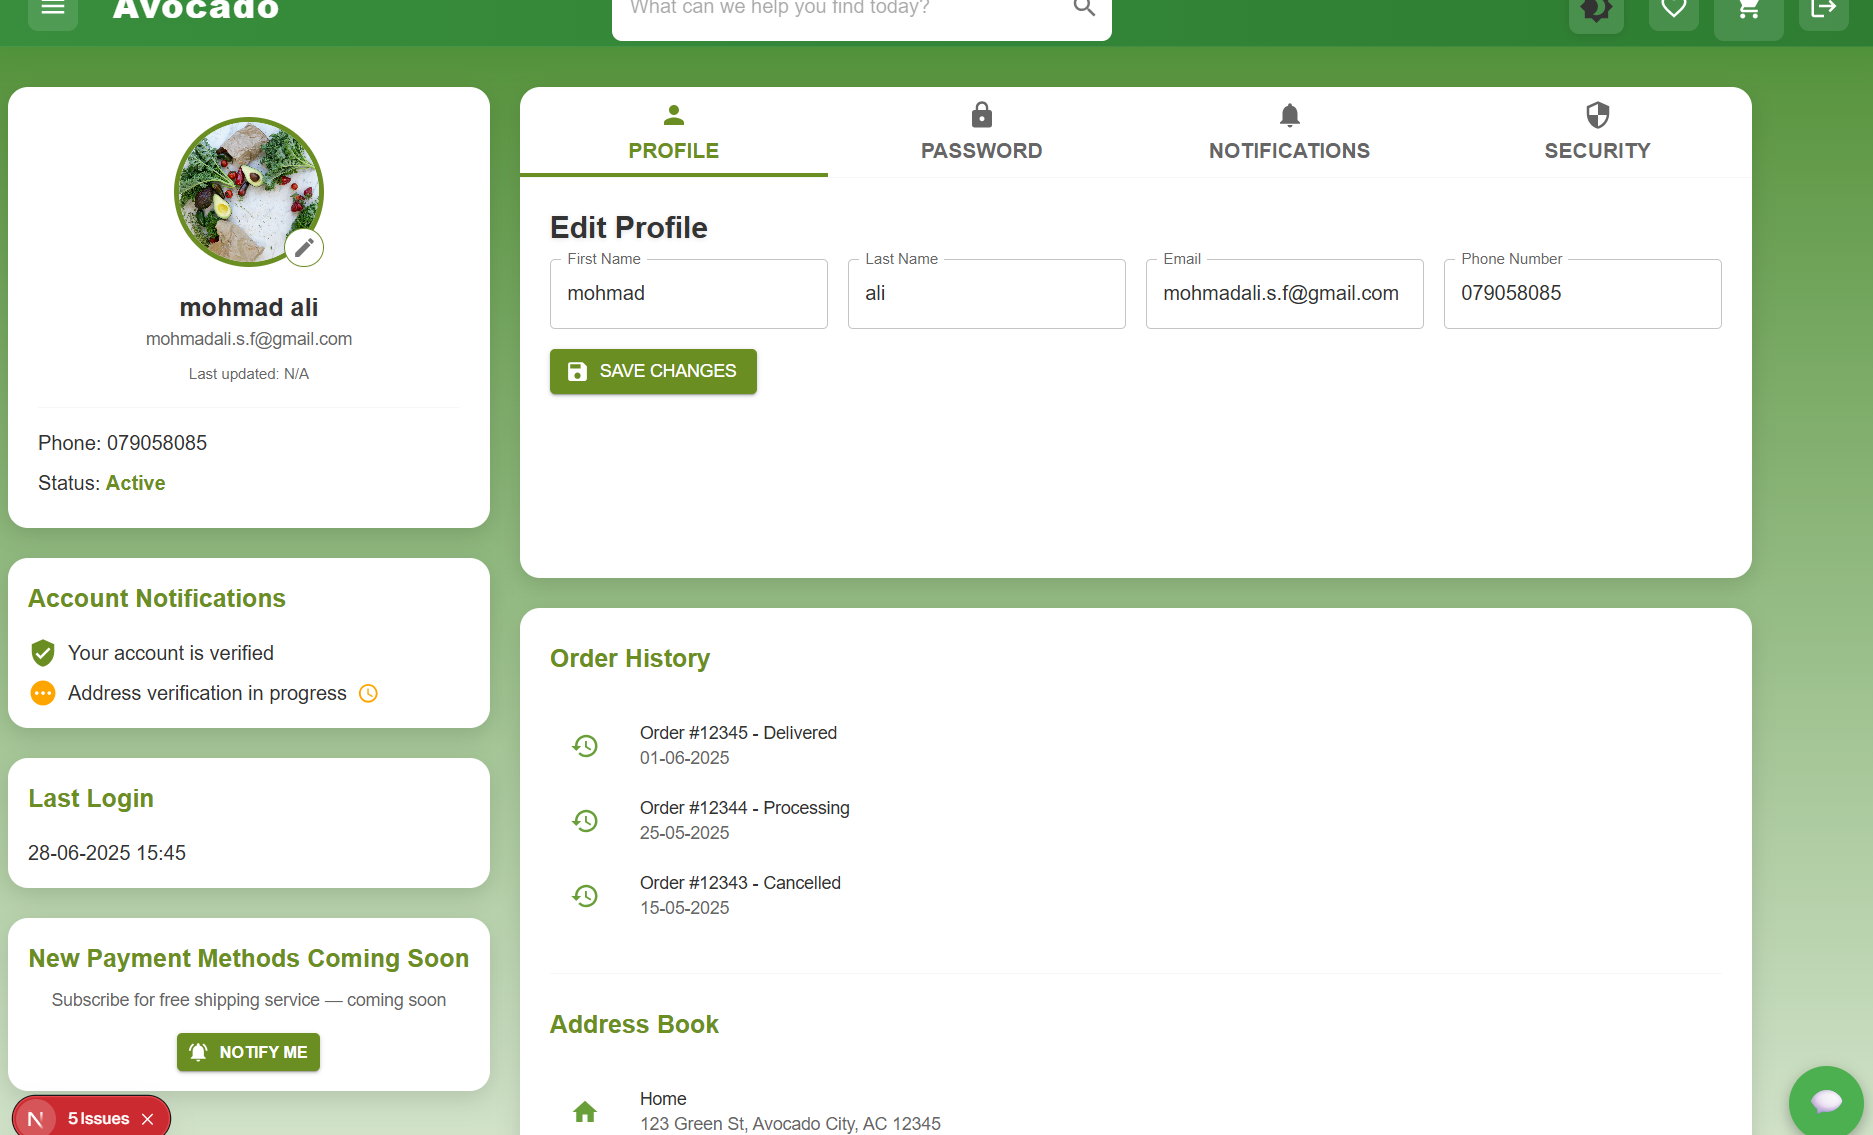 Avocado
What can we help you find today?
mohmad ali
mohmadali.s.f@gmail.com
Last updated: N/A
Phone: 079058085
Status: Active
Account Notifications
Your account is verified
Address verification in progress
Last Login
28-06-2025 15:45
New Payment Methods Coming Soon
Subscribe for free shipping service — coming soon
NOTIFY ME
N 5 Issues
PROFILE PASSWORD NOTIFICATIONS SECURITY
Edit Profile
First Name Last Name Email Phone Number
mohmad ali mohmadali.s.f@gmail.com 079058085
SAVE CHANGES
Order History
Order #12345 - Delivered
01-06-2025
Order #12344 - Processing
25-05-2025
Order #12343 - Cancelled
15-05-2025
Address Book
Home
123 Green St, Avocado City, AC 12345